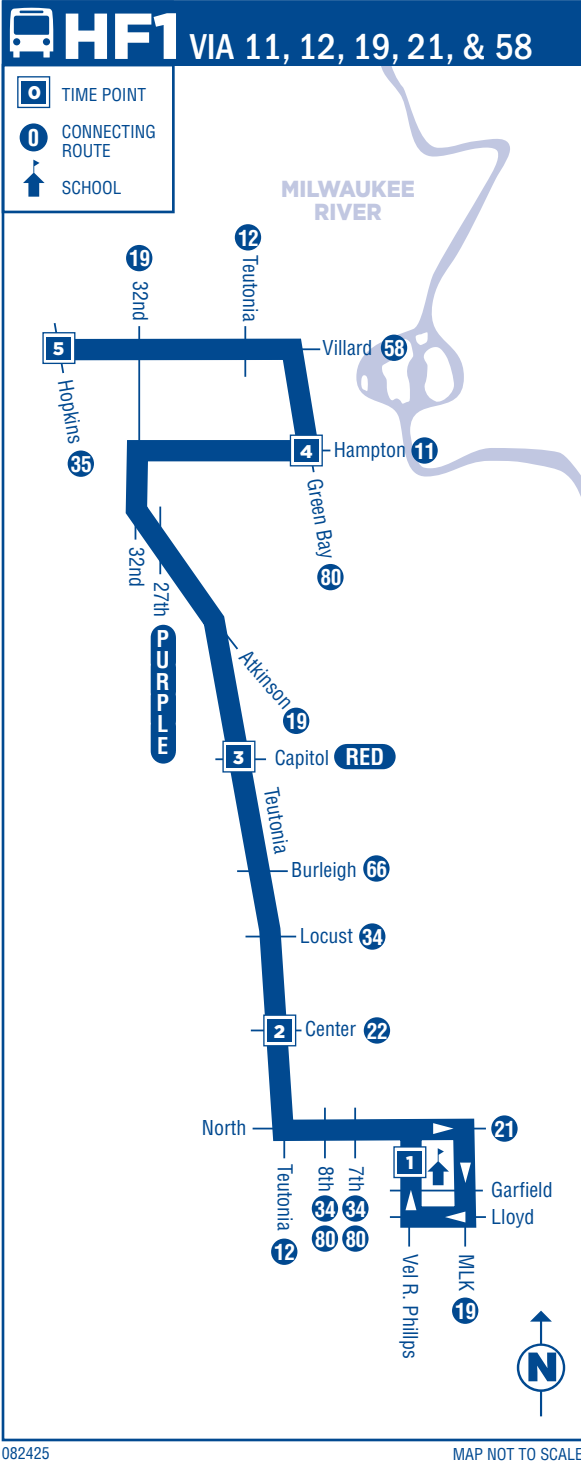 HF1 VIA 11, 12, 19, 21, & 58
0 TIME POINT
0 CONNECTING
ROUTE
SCHOOL
MILWAUKEE
RIVER
12
Teutonia
19
32nd
5
Villard 58
Hopkins
35
4 Hampton 11
Green Bay
80
32nd
27th
PURPLE
Atkinson
19
3 Capitol RED
Teutonia
Burleigh 66
Locust 34
2 Center 22
North
21
1
Teutonia
12
8th
34
80
7th
34
80
Garfield
Lloyd
Vel R. Phillps
MLK
19
N
082425
MAP NOT TO SCALE